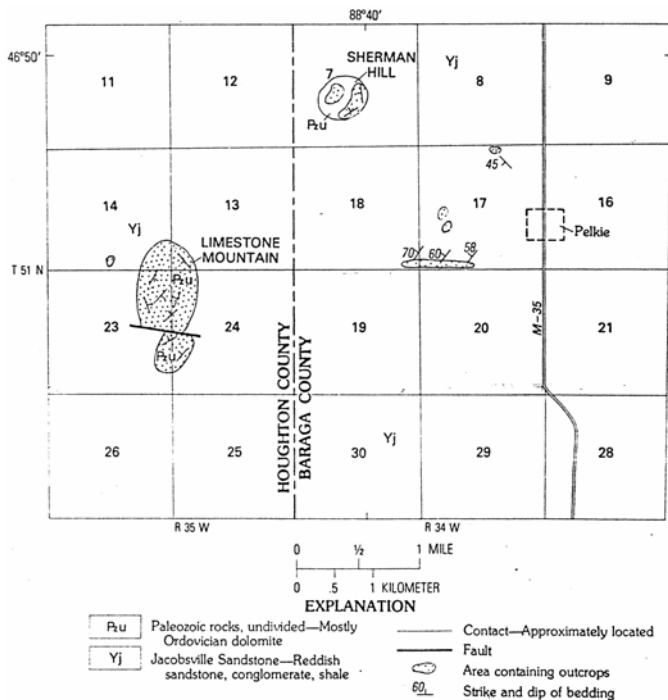 88°40'
46°50'
11
12
7
SHERMAN
HILL
Yj
8
9
Pzu
45
14
13
18
17
16
Yj
LIMESTONE
MOUNTAIN
Pelkie
70
60
58
T 51 N
Pzu
23
24
19
20
M-35
21
Pzu
HOUGHTON COUNTY
BARAGA COUNTY
26
25
30
Yj
29
28
R 35 W
R 34 W
0 ½ 1 MILE
0 .5 1 KILOMETER
EXPLANATION
Pzu
Paleozoic rocks, undivided—Mostly
Ordovician dolomite
Yj
Jacobsville Sandstone—Reddish
sandstone, conglomerate, shale
Contact—Approximately located
Fault
Area containing outcrops
60
Strike and dip of bedding